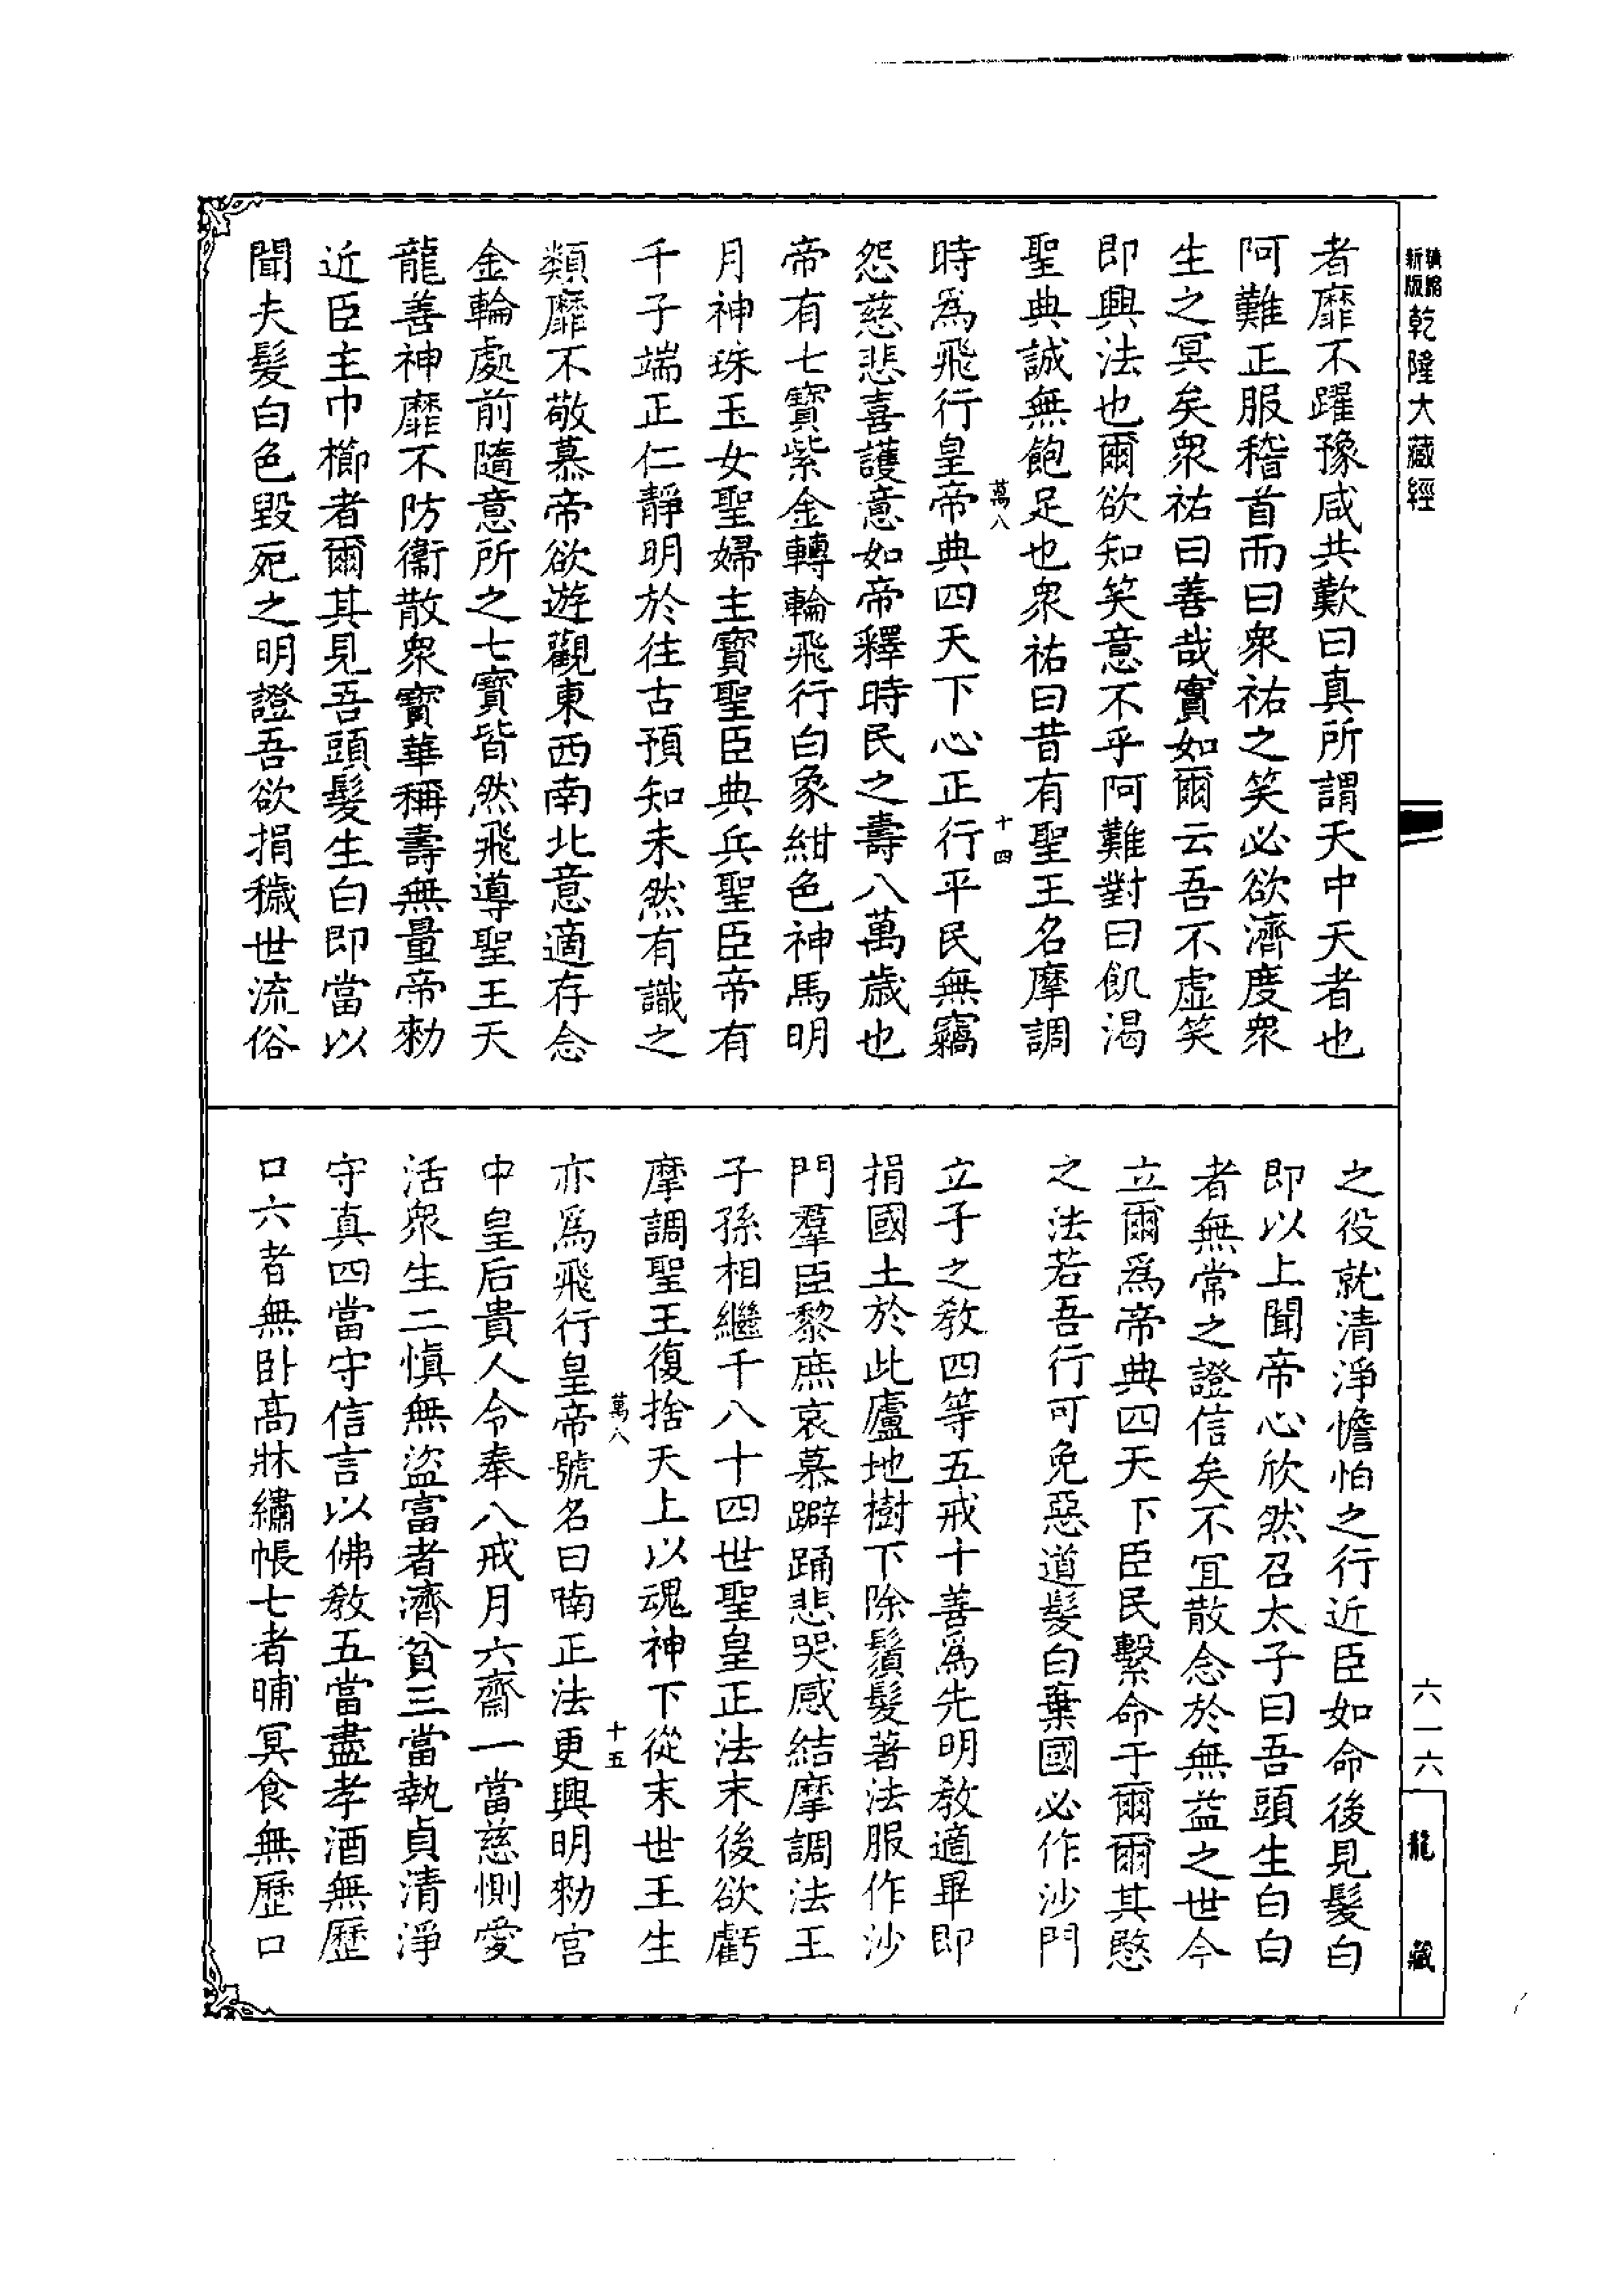 新版
乾隆大藏經
者靡不躍豫咸共歎曰真所謂天中天者也
阿難正服稽首而曰衆祐之笑必欲濟度衆
生之冥矣衆祐曰善哉實如爾云吾不虛笑
即興法也爾欲知笑意不乎阿難對曰飢渴
聖典誠無飽足也衆祐曰昔有聖王名摩調
萬八
十四
時爲飛行皇帝典四天下心正行平民無竊
怨慈悲喜護意如帝釋時民之壽八萬歲也
帝有七寶紫金轉輪飛行白象紺色神馬明
月神珠玉女聖婦主寶聖臣典兵聖臣帝有
千子端正仁靜明於往古預知未然有識之
類靡不敬慕帝欲遊觀東西南北意適存念
金輪處前隨意所之七寶皆然飛導聖王天
龍善神靡不防衞散衆寶華稱壽無量帝勑
近臣主巾櫛者爾其見吾頭髮生白即當以
聞夫髮白色毀死之明證吾欲捐穢世流俗
之役就清淨憺怕之行近臣如命後見髮白
即以上聞帝心欣然召太子曰吾頭生白白
者無常之證信矣不宜散念於無益之世今
立爾爲帝典四天下臣民繫命于爾爾其愍
之法若吾行可免惡道髮白棄國必作沙門
立子之教四等五戒十善爲先明教適畢即
捐國土於此廬地樹下除鬚髮著法服作沙
門羣臣黎庶哀慕躃踊悲哭感結摩調法王
子孫相繼千八十四世聖皇正法末後欲虧
摩調聖王復捨天上以魂神下從末世王生
萬八
十五
亦爲飛行皇帝號名曰喃正法更興明勑宫
中皇后貴人令奉八戒月六齋一當慈惻愛
活衆生二慎無盜富者濟貧三當執貞清淨
守真四當守信言以佛教五當盡孝酒無歷
口六者無卧高牀繡帳七者晡冥食無歷口
六一六
龍藏